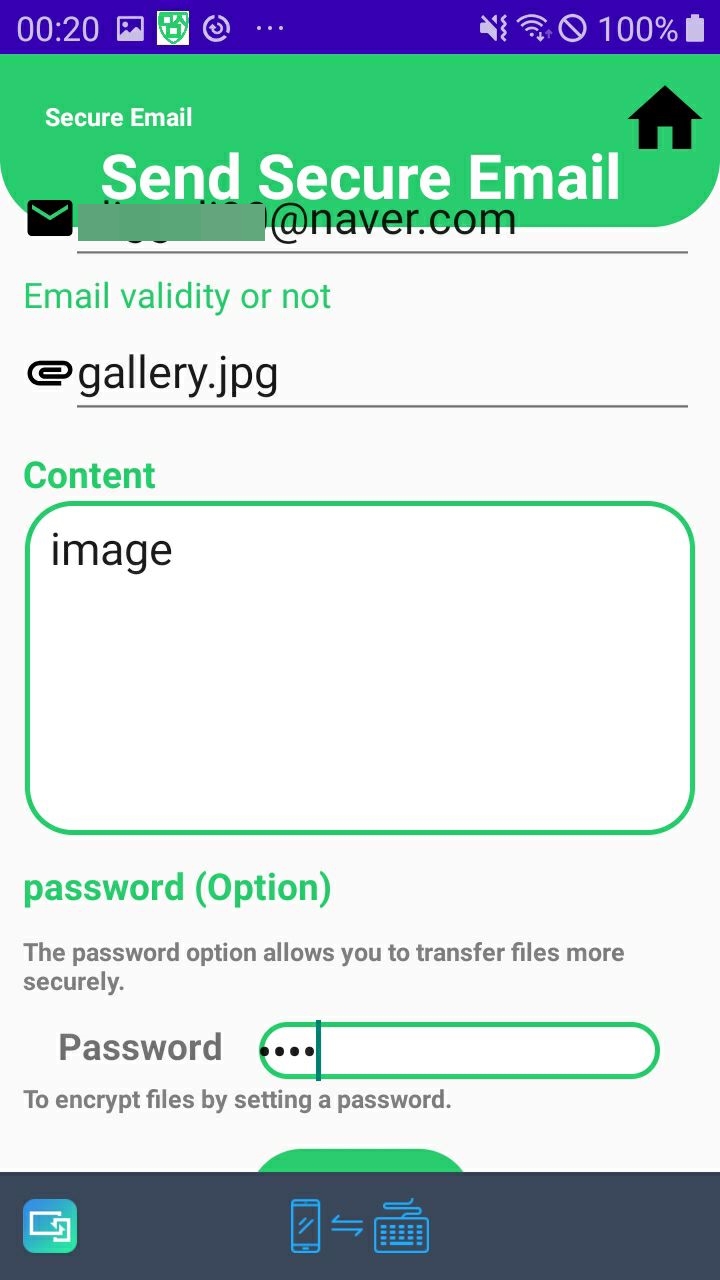 00:20 100%
Secure Email
Send Secure Email
@naver.com
Email validity or not
gallery.jpg
Content
image
password (Option)
The password option allows you to transfer files more
securely.
Password ••••
To encrypt files by setting a password.